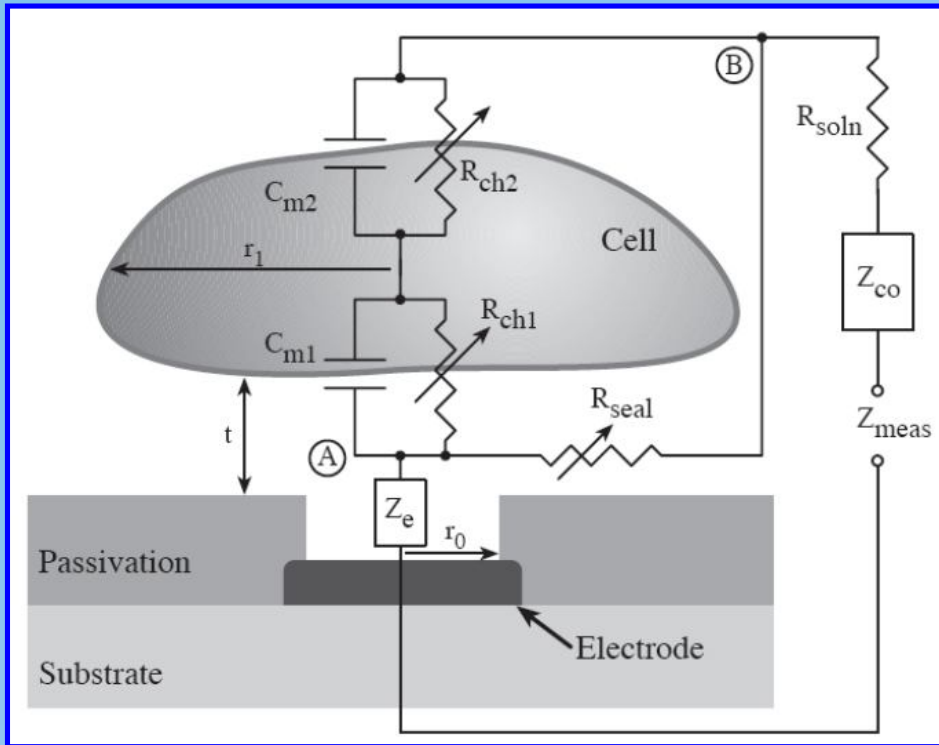 B
R_soln
C_m2
R_ch2
r_1
Cell
Z_co
C_m1
R_ch1
R_seal
t
A
Z_meas
Z_e
r_0
Passivation
Electrode
Substrate